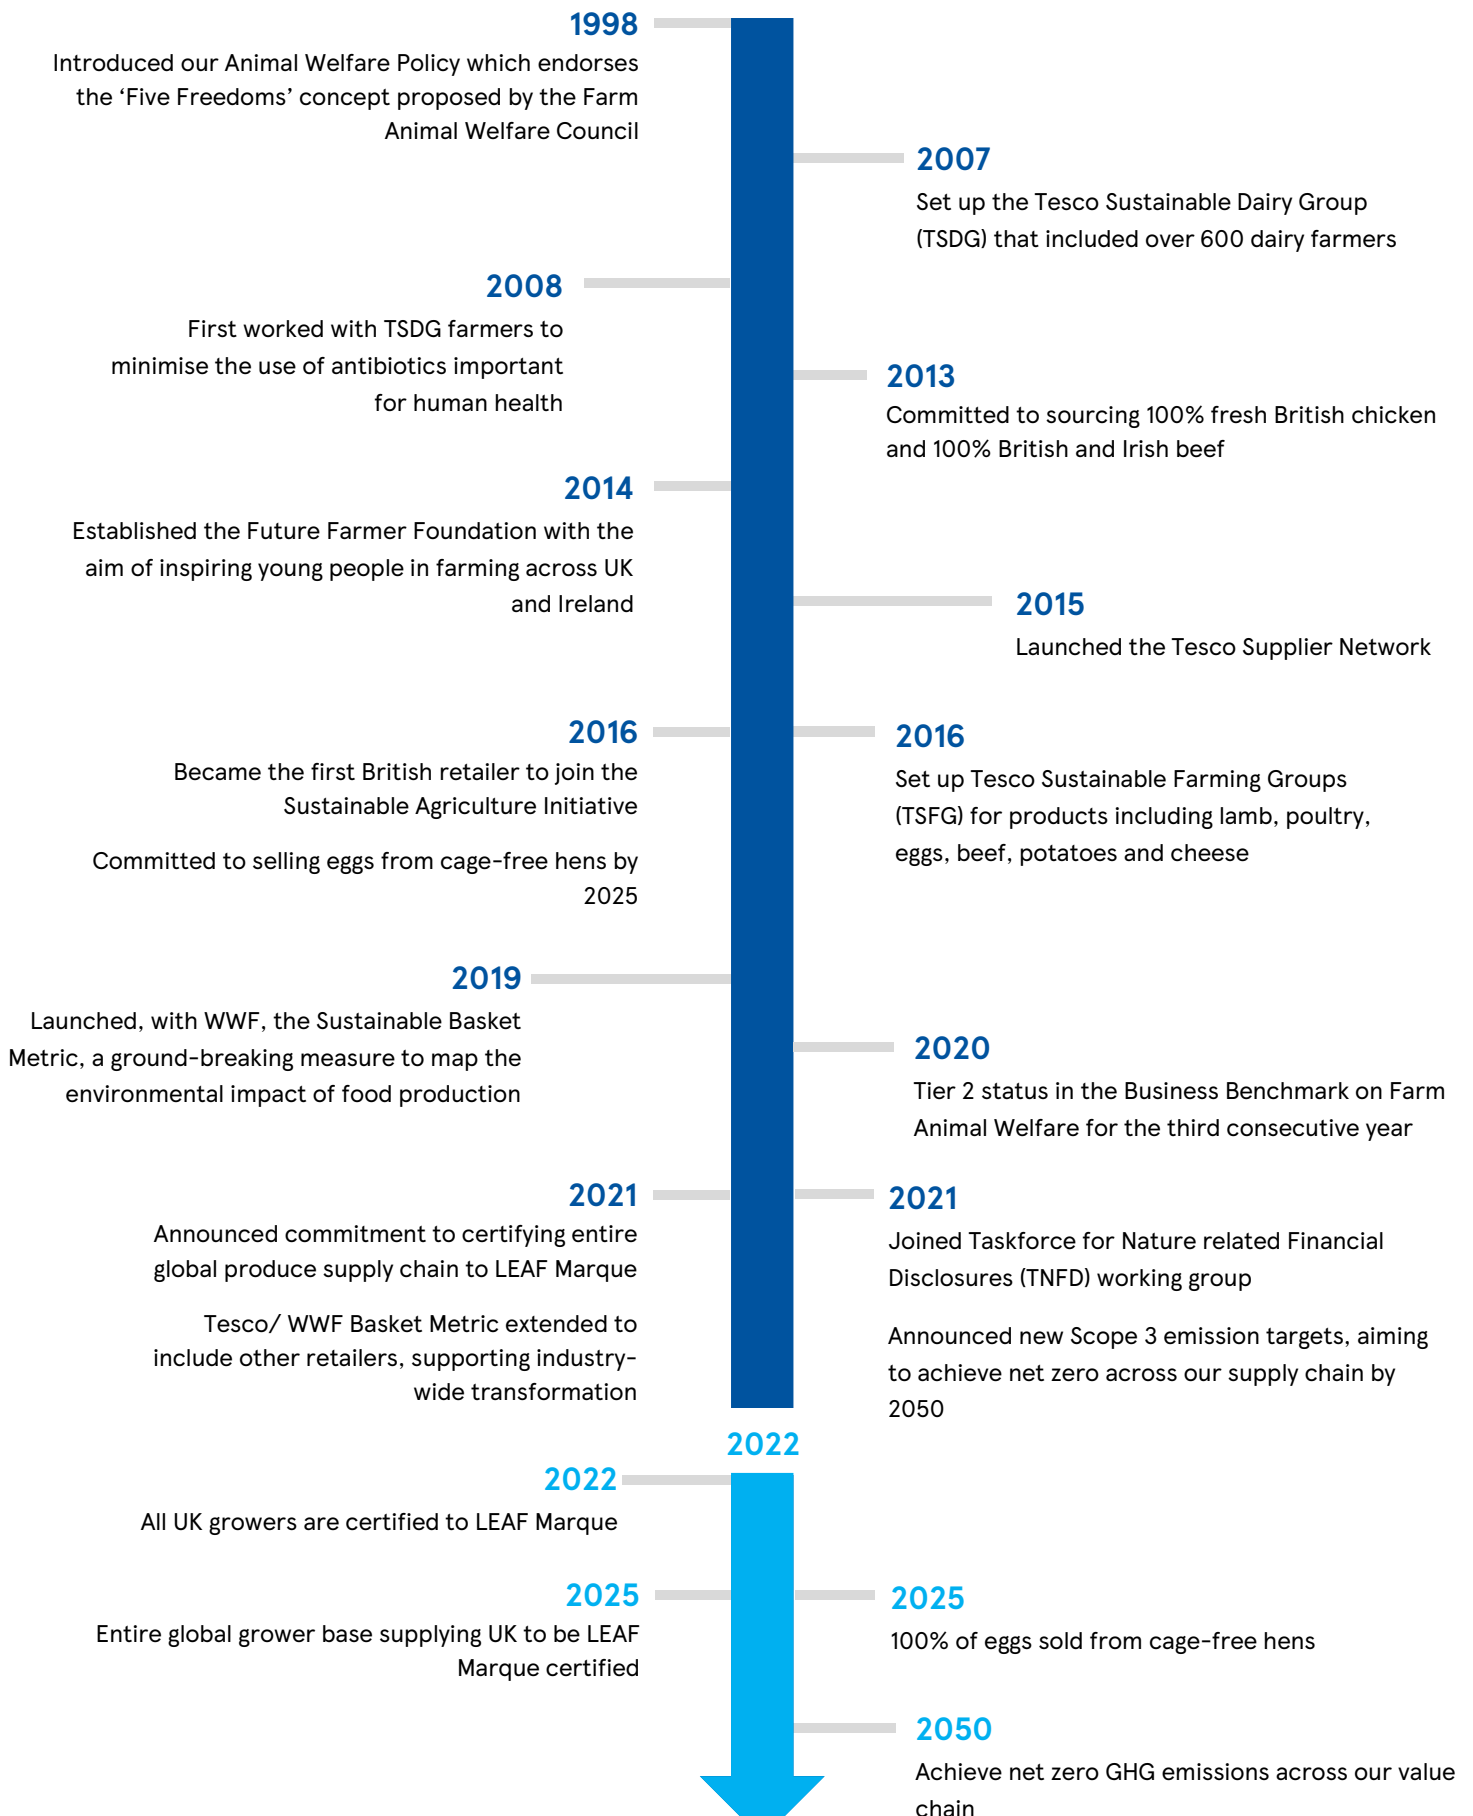 1998
Introduced our Animal Welfare Policy which endorses
the ‘Five Freedoms’ concept proposed by the Farm
Animal Welfare Council
2007
Set up the Tesco Sustainable Dairy Group
(TSDG) that included over 600 dairy farmers
2008
First worked with TSDG farmers to
minimise the use of antibiotics important
for human health
2013
Committed to sourcing 100% fresh British chicken
and 100% British and Irish beef
2014
Established the Future Farmer Foundation with the
aim of inspiring young people in farming across UK
and Ireland
2015
Launched the Tesco Supplier Network
2016
Became the first British retailer to join the
Sustainable Agriculture Initiative
Committed to selling eggs from cage-free hens by
2025
2016
Set up Tesco Sustainable Farming Groups
(TSFG) for products including lamb, poultry,
eggs, beef, potatoes and cheese
2019
Launched, with WWF, the Sustainable Basket
Metric, a ground-breaking measure to map the
environmental impact of food production
2020
Tier 2 status in the Business Benchmark on Farm
Animal Welfare for the third consecutive year
2021
Announced commitment to certifying entire
global produce supply chain to LEAF Marque
Tesco/ WWF Basket Metric extended to
include other retailers, supporting industry-
wide transformation
2021
Joined Taskforce for Nature related Financial
Disclosures (TNFD) working group
Announced new Scope 3 emission targets, aiming
to achieve net zero across our supply chain by
2050
2022
2022
All UK growers are certified to LEAF Marque
2025
Entire global grower base supplying UK to be LEAF
Marque certified
2025
100% of eggs sold from cage-free hens
2050
Achieve net zero GHG emissions across our value
chain